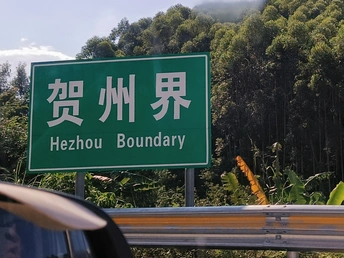 贺州界
Hezhou Boundary